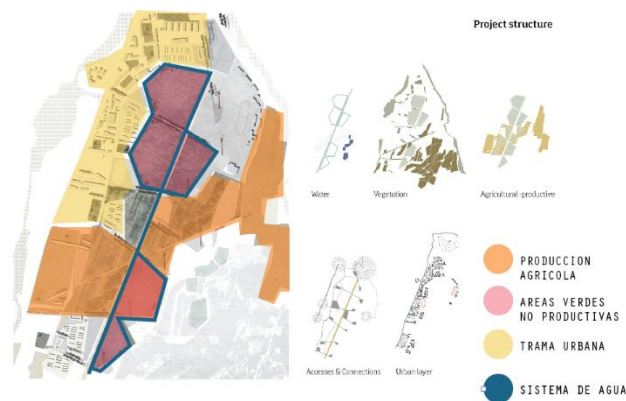 Project structure
Water
Vegetation
Agricultural-productive
Accesses & Connections
Urban layer
PRODUCCION
AGRICOLA
AREAS VERDES
NO PRODUCTIVAS
TRAMA URBANA
SISTEMA DE AGUA